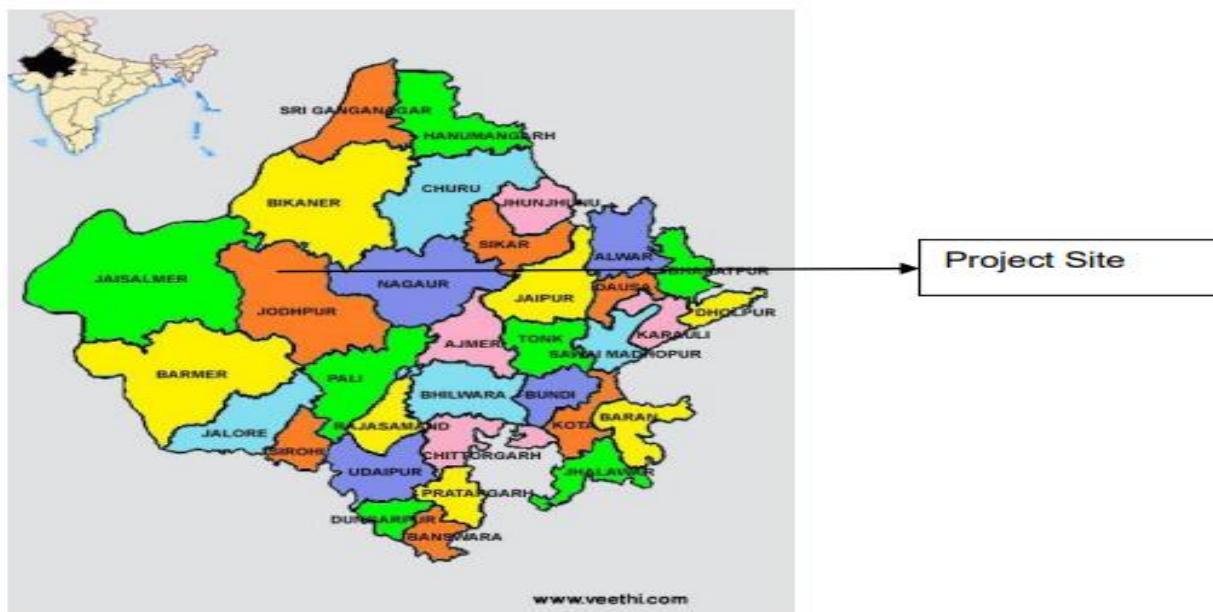 SRI GANGANAGAR
HANUMANGARH
CHURU
JHUNJHUNU
BIKANER
SIKAR
ALWAR
BHARATPUR
Project Site
JAISALMER
NAGAUR
JAIPUR
DAUSA
DHOLPUR
JODHPUR
KARAULI
TONK
AJMER
SAWAI MADHOPUR
BARMER
PALI
BHILWARA
BUNDI
BARAN
KOTA
RAJASAMAND
JALORE
SIROHI
CHITTORGARH
UDAIPUR
JHALAWAR
PRATAPGARH
DUNGARPUR
BANSWARA
www.veethi.com